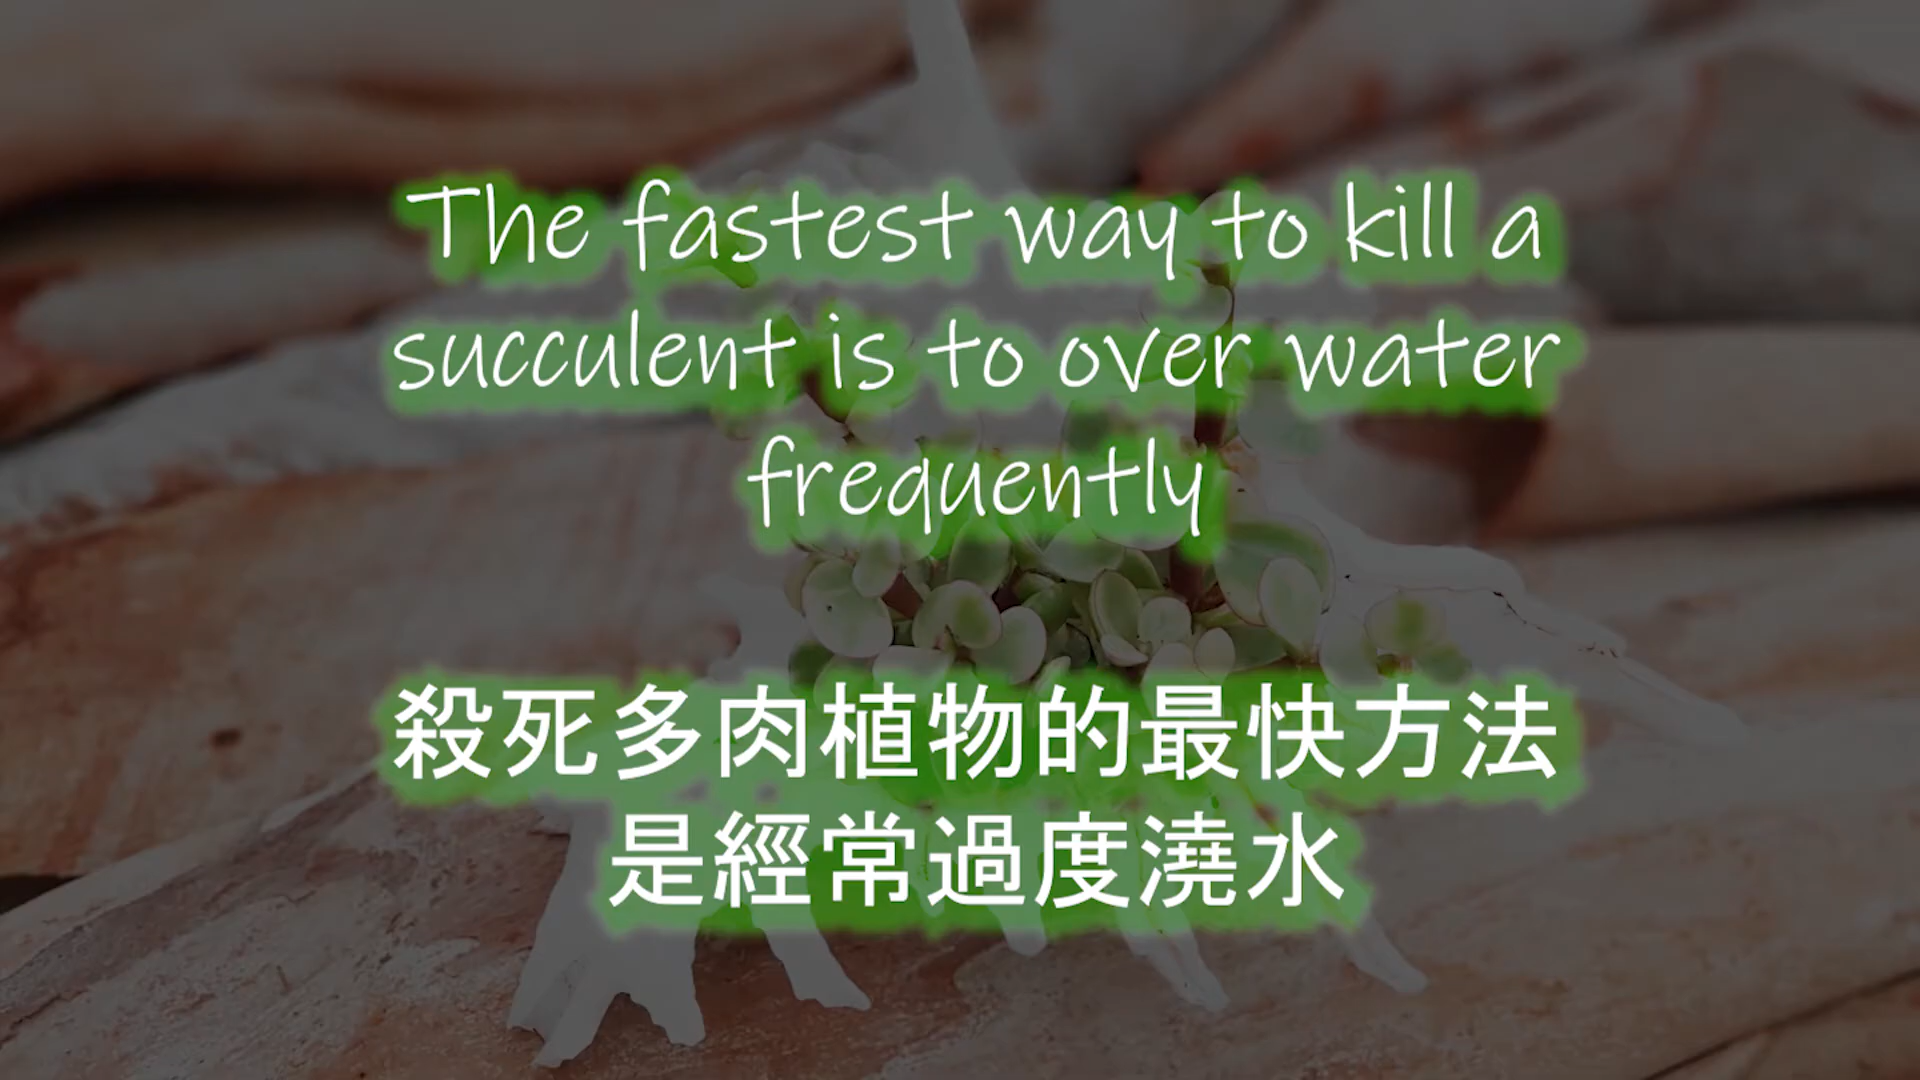 The fastest way to kill a
succulent is to over water
frequently
殺死多肉植物的最快方法
是經常過度澆水